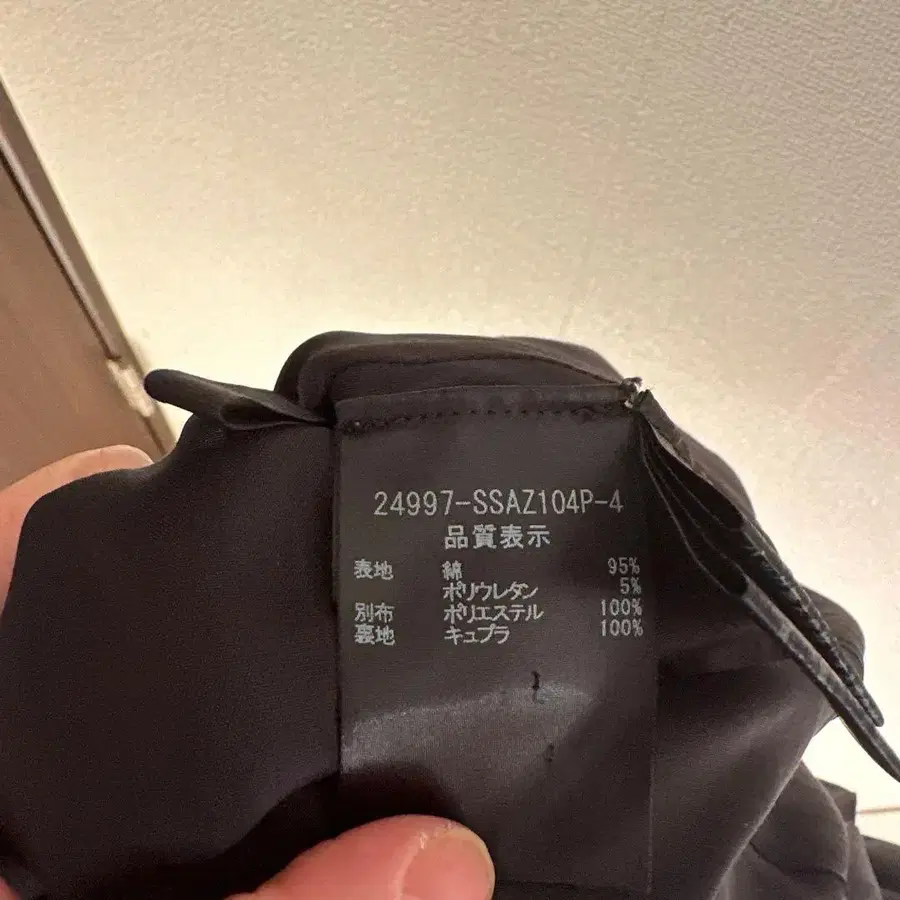 24997-SSAZ104P-4
品質表示
表地 綿 95%
ポリウレタン 5%
別布 ポリエステル 100%
裏地 キュプラ 100%